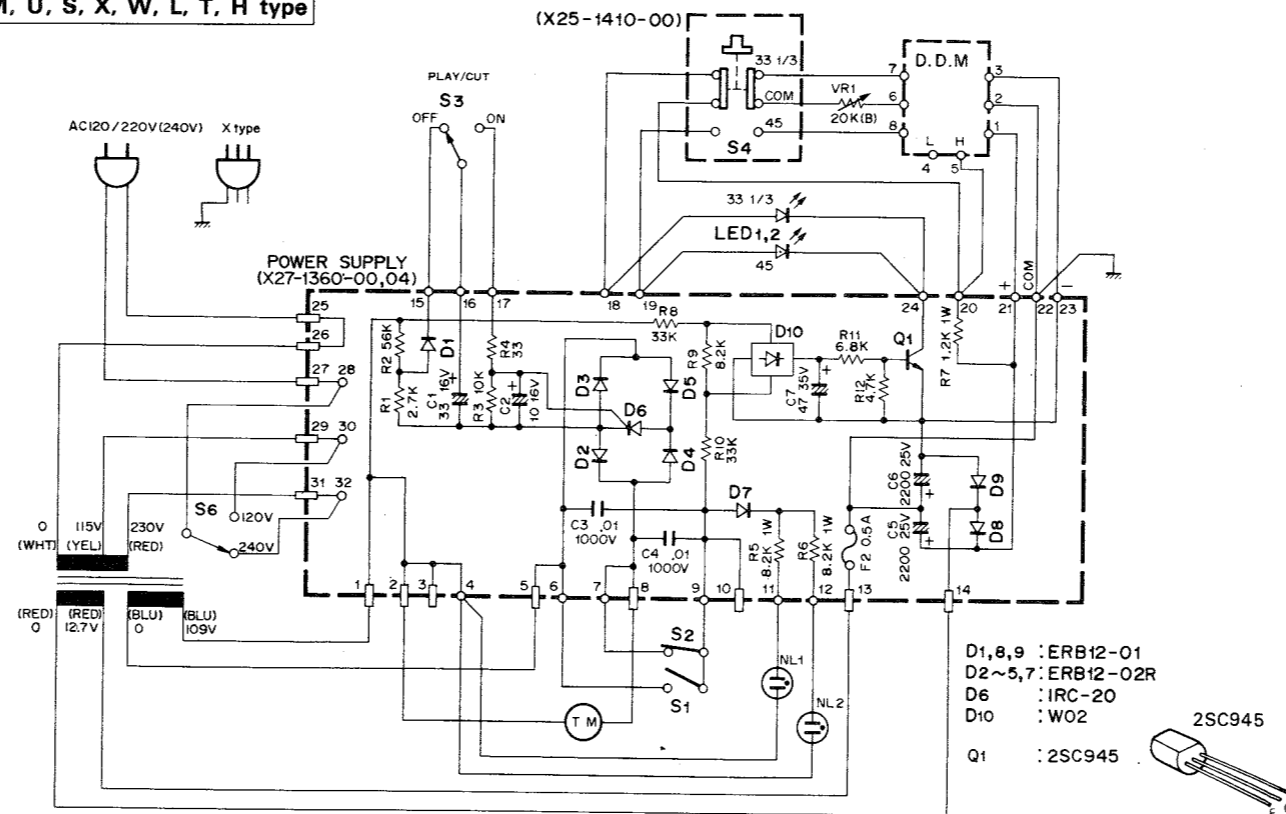 M, U, S, X, W, L, T, H type
(X25-1410-00)
PLAY/CUT
S3
OFF
ON
AC120/220V(240V)
X type
33 1/3
COM
45
S4
VR1
20K(B)
D.D.M
7
6
8
3
2
1
L
H
4
5
33 1/3
LED1,2
45
POWER SUPPLY
(X27-1360-00,04)
15
16
17
18
19
24
20
21
22
23
+
COM
−
25
26
27
28
29
30
31
32
R2 56K
D1
R1
2.7K
C1
33 16V
+
R4
33
R3 10K
C2
10 16V
+
R8
33K
R9
8.2K
D3
D5
D6
D2
D4
R10
33K
D10
C7
47 35V
+
R11
6.8K
R12
4.7K
Q1
R7 1.2K 1W
C6
2200 25V
+
C5
2200 25V
+
D9
D8
D7
C3 .01
1000V
C4 .01
1000V
R5
8.2K 1W
R6
8.2K 1W
F2 0.5A
S6
120V
240V
0
(WHT)
115V
(YEL)
230V
(RED)
(RED)
0
(RED)
12.7V
(BLU)
0
(BLU)
109V
1
2
3
4
5
6
7
8
9
10
11
12
13
14
S2
S1
TM
NL1
NL2
D1,8,9 : ERB12-01
D2~5,7: ERB12-02R
D6 : IRC-20
D10 : W02
Q1 : 2SC945
2SC945